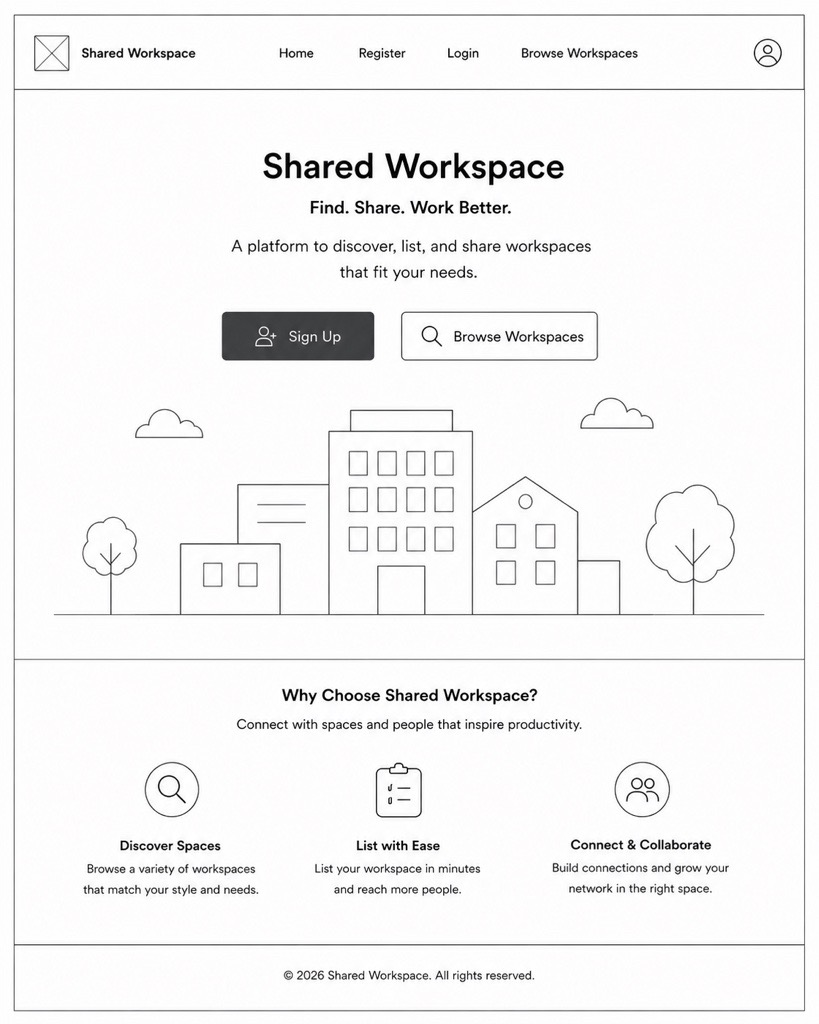 Shared Workspace
Home
Register
Login
Browse Workspaces
Shared Workspace
Find. Share. Work Better.
A platform to discover, list, and share workspaces
that fit your needs.
Sign Up
Browse Workspaces
Why Choose Shared Workspace?
Connect with spaces and people that inspire productivity.
Discover Spaces
Browse a variety of workspaces
that match your style and needs.
List with Ease
List your workspace in minutes
and reach more people.
Connect & Collaborate
Build connections and grow your
network in the right space.
© 2026 Shared Workspace. All rights reserved.